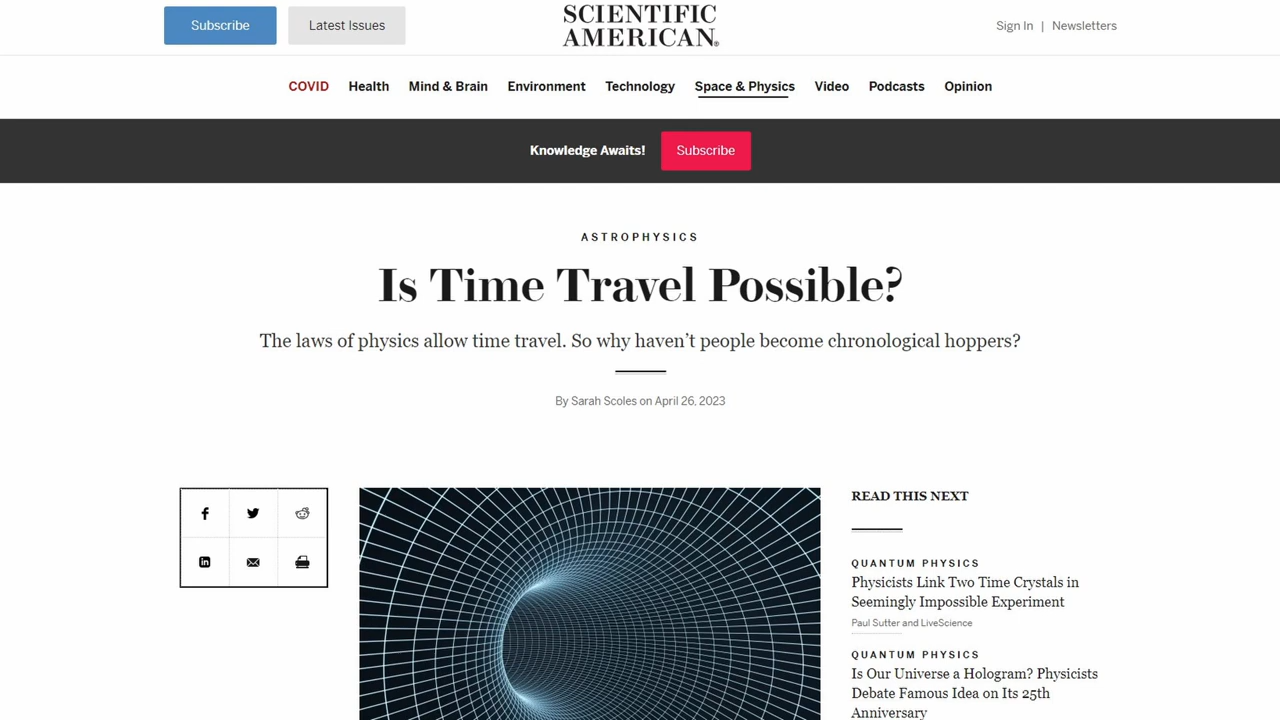 Subscribe
Latest Issues
SCIENTIFIC
AMERICAN®
Sign In | Newsletters
COVID Health Mind & Brain Environment Technology Space & Physics Video Podcasts Opinion
Knowledge Awaits! Subscribe
ASTROPHYSICS
Is Time Travel Possible?
The laws of physics allow time travel. So why haven’t people become chronological hoppers?
By Sarah Scoles on April 26, 2023
READ THIS NEXT
QUANTUM PHYSICS
Physicists Link Two Time Crystals in
Seemingly Impossible Experiment
Paul Sutter and LiveScience
QUANTUM PHYSICS
Is Our Universe a Hologram? Physicists
Debate Famous Idea on Its 25th
Anniversary